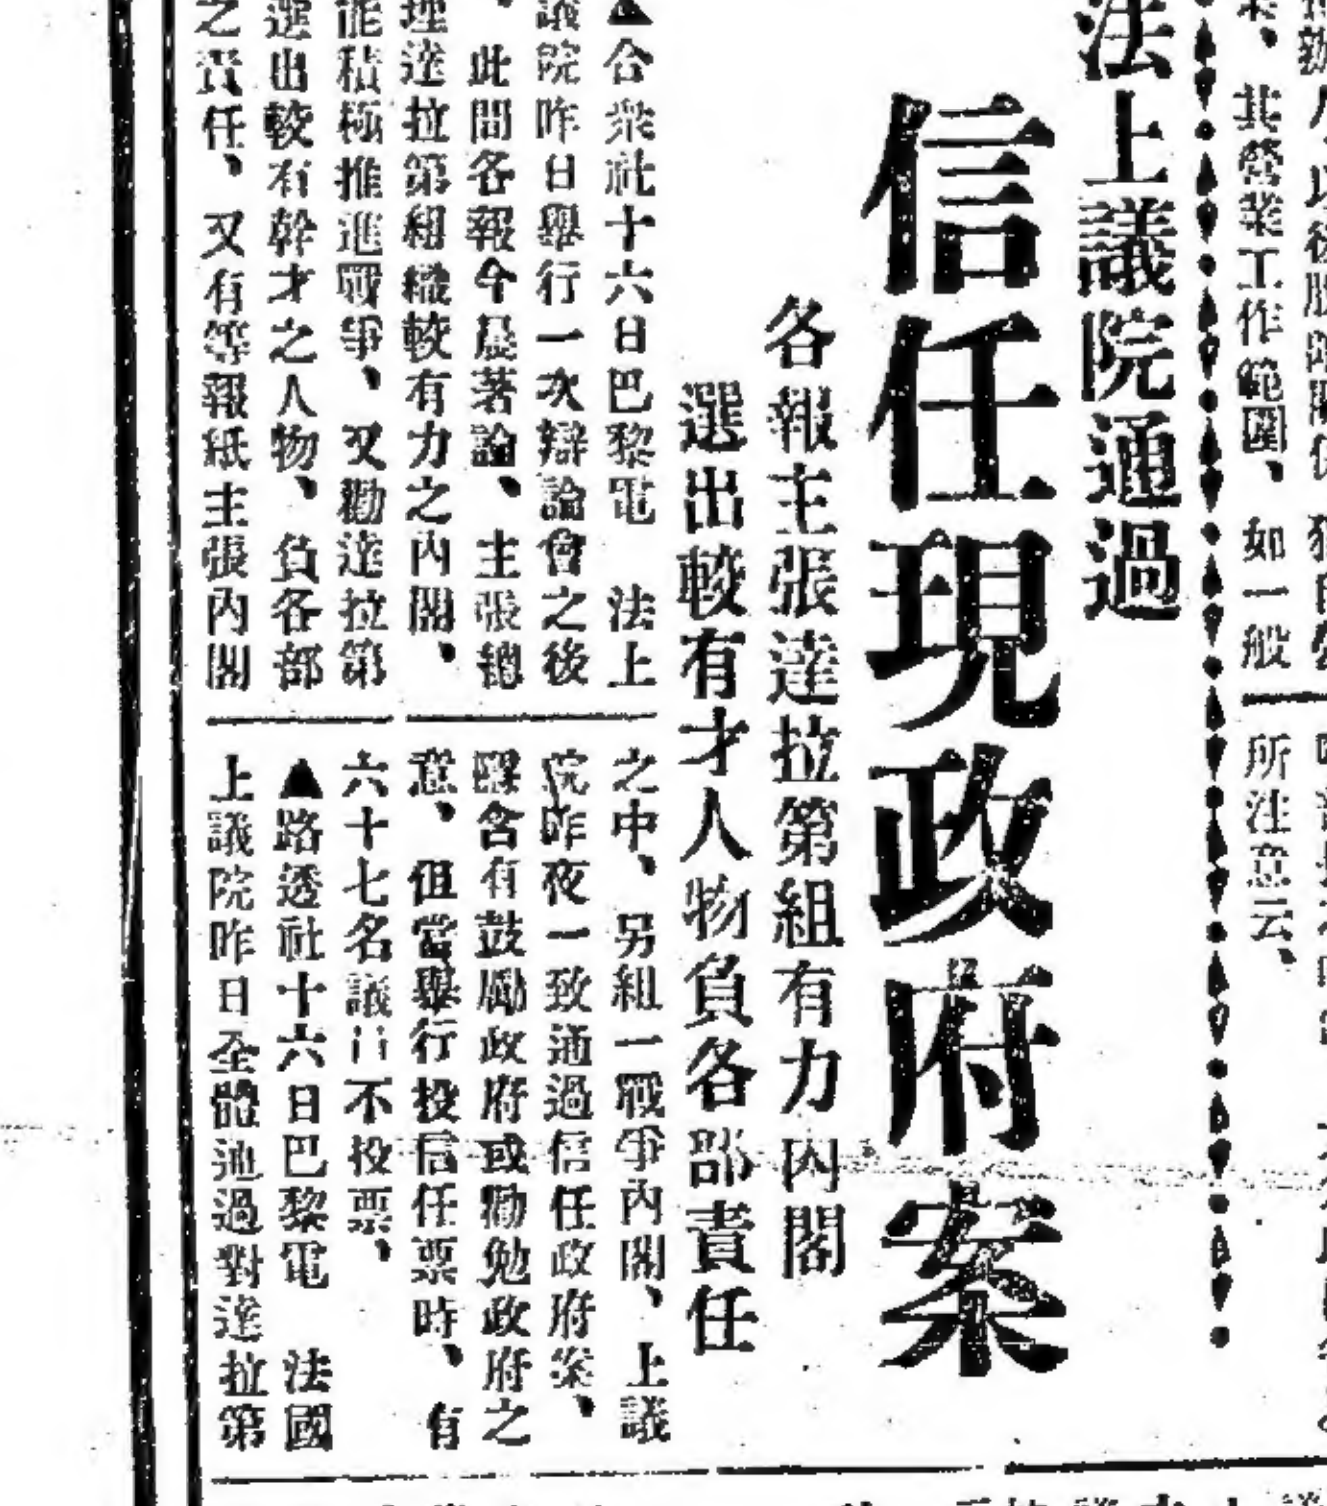 其營業工作範圍、如一般
所注意云、
法上議院通過
信任現政府案
各報主張達拉第組有力內閣
選出較有才人物負各部責任
▲合衆社十六日巴黎電　法上
議院昨日舉行一次辯論會之後
、此間各報今晨著論、主張總
理達拉第組織較有力之內閣、
能積極推進戰爭、又勸達拉第
選出較有幹才之人物、負各部
之責任、又有等報紙主張內閣
之中、另組一戰爭內閣、上議
院昨夜一致通過信任政府案、
含有鼓勵政府或勸勉政府之
意、但當舉行投信任票時、有
六十七名議員不投票、
▲路透社十六日巴黎電　法國
上議院昨日全體通過對達拉第